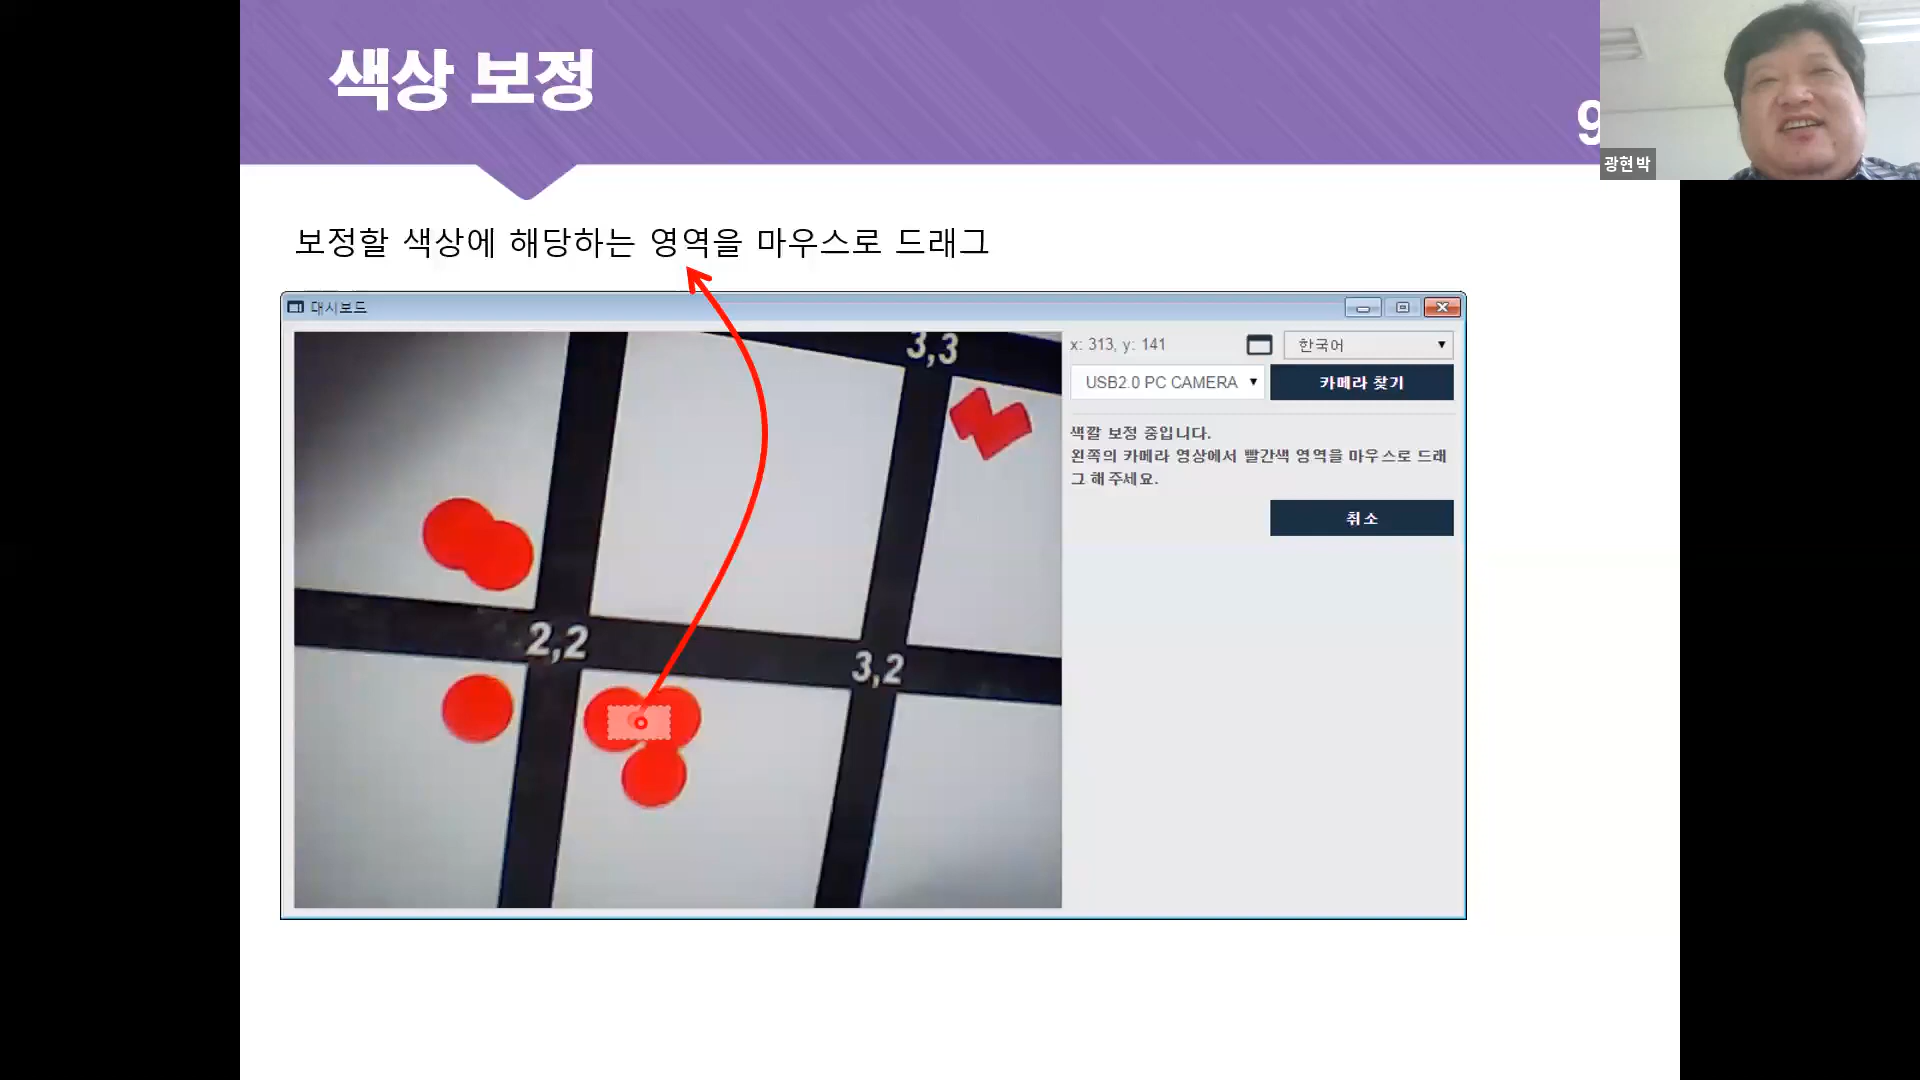 색상 보정
9
광현 박
보정할 색상에 해당하는 영역을 마우스로 드래그
대시보드
x: 313, y: 141
한국어
USB2.0 PC CAMERA
카메라 찾기
색깔 보정 중입니다.
왼쪽의 카메라 영상에서 빨간색 영역을 마우스로 드래
그 해 주세요.
취소
3,3
2,2
3,2